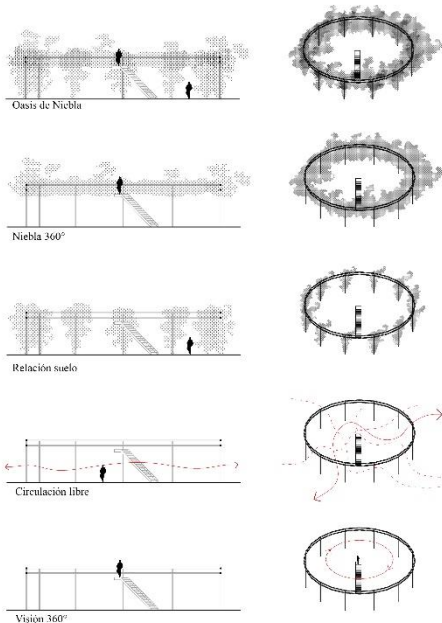 Oasis de Niebla
Niebla 360°
Relación suelo
Circulación libre
Visión 360°